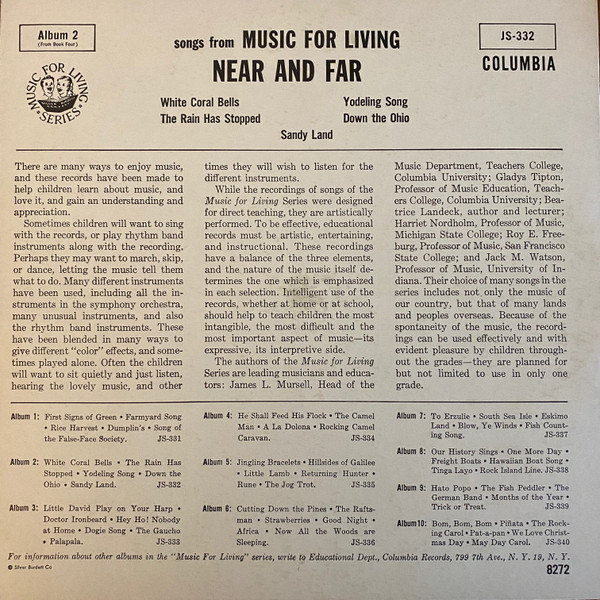 Album 2
(From Book Four)
songs from MUSIC FOR LIVING
JS-332
NEAR AND FAR
COLUMBIA
MUSIC FOR LIVING
• SERIES •
White Coral Bells
Yodeling Song
The Rain Has Stopped
Down the Ohio
Sandy Land
There are many ways to enjoy music,
and these records have been made to
help children learn about music, and
love it, and gain an understanding and
appreciation.
Sometimes children will want to sing
with the records, or play rhythm band
instruments along with the recording.
Perhaps they may want to march, skip,
or dance, letting the music tell them
what to do. Many different instruments
have been used, including all the in-
struments in the symphony orchestra,
many unusual instruments, and also
the rhythm band instruments. These
have been blended in many ways to
give different "color" effects, and some-
times played alone. Often the children
will want to sit quietly and just listen,
hearing the lovely music, and other
times they will wish to listen for the
different instruments.
While the recordings of songs of the
Music for Living Series were designed
for direct teaching, they are artistically
performed. To be effective, educational
records must be artistic, entertaining,
and instructional. These recordings
have a balance of the three elements,
and the nature of the music itself de-
termines the one which is emphasized
in each selection. Intelligent use of the
records, whether at home or at school,
should help to teach children the most
intangible, the most difficult and the
most important aspect of music—its
expressive, its interpretive side.
The authors of the Music for Living
Series are leading musicians and educa-
tors: James L. Mursell, Head of the
Music Department, Teachers College,
Columbia University; Gladys Tipton,
Professor of Music Education, Teach-
ers College, Columbia University; Bea-
trice Landeck, author and lecturer;
Harriet Nordholm, Professor of Music,
Michigan State College; Roy E. Free-
burg, Professor of Music, San Francisco
State College; and Jack M. Watson,
Professor of Music, University of In-
diana. Their choice of many songs in the
series includes not only the music of
our country, but that of many lands
and peoples overseas. Because of the
spontaneity of the music, the record-
ings can be used effectively and with
evident pleasure by children through-
out the grades—they are planned for
but not limited to use in only one
grade.
Album 1: First Signs of Green • Farmyard Song
• Rice Harvest • Dumplin's • Song of
the False-Face Society. JS-331
Album 2: White Coral Bells • The Rain Has
Stopped • Yodeling Song • Down the
Ohio • Sandy Land. JS-332
Album 3: Little David Play on Your Harp •
Doctor Ironbeard • Hey Ho! Nobody
at Home • Dogie Song • The Gaucho
• Palapala. JS-333
Album 4: He Shall Feed His Flock • The Camel
Man • A La Dolona • Rocking Camel
Caravan. JS-334
Album 5: Jingling Bracelets • Hillsides of Galilee
• Little Lamb • Returning Hunter •
Rune • The Jog Trot. JS-335
Album 6: Cutting Down the Pines • The Rafts-
man • Strawberries • Good Night •
Africa • Now All the Woods are
Sleeping. JS-336
Album 7: To Erzulie • South Sea Isle • Eskimo
Land • Blow, Ye Winds • Fish Count-
ing Song. JS-337
Album 8: Our History Sings • One More Day •
Freight Boats • Hawaiian Boat Song •
Tinga Layo • Rock Island Line. JS-338
Album 9: Hato Popo • The Fish Peddler • The
German Band • Months of the Year •
Trick or Treat. JS-339
Album 10: Bom, Bom, Bom • Piñata • The Rock-
ing Carol • Pat-a-pan • We Love Christ-
mas Day • May Day Carol. JS-340
For information about other albums in the "Music For Living" series, write to Educational Dept., Columbia Records, 799 7th Ave., N. Y. 19, N. Y.
© Silver Burdett Co
8272